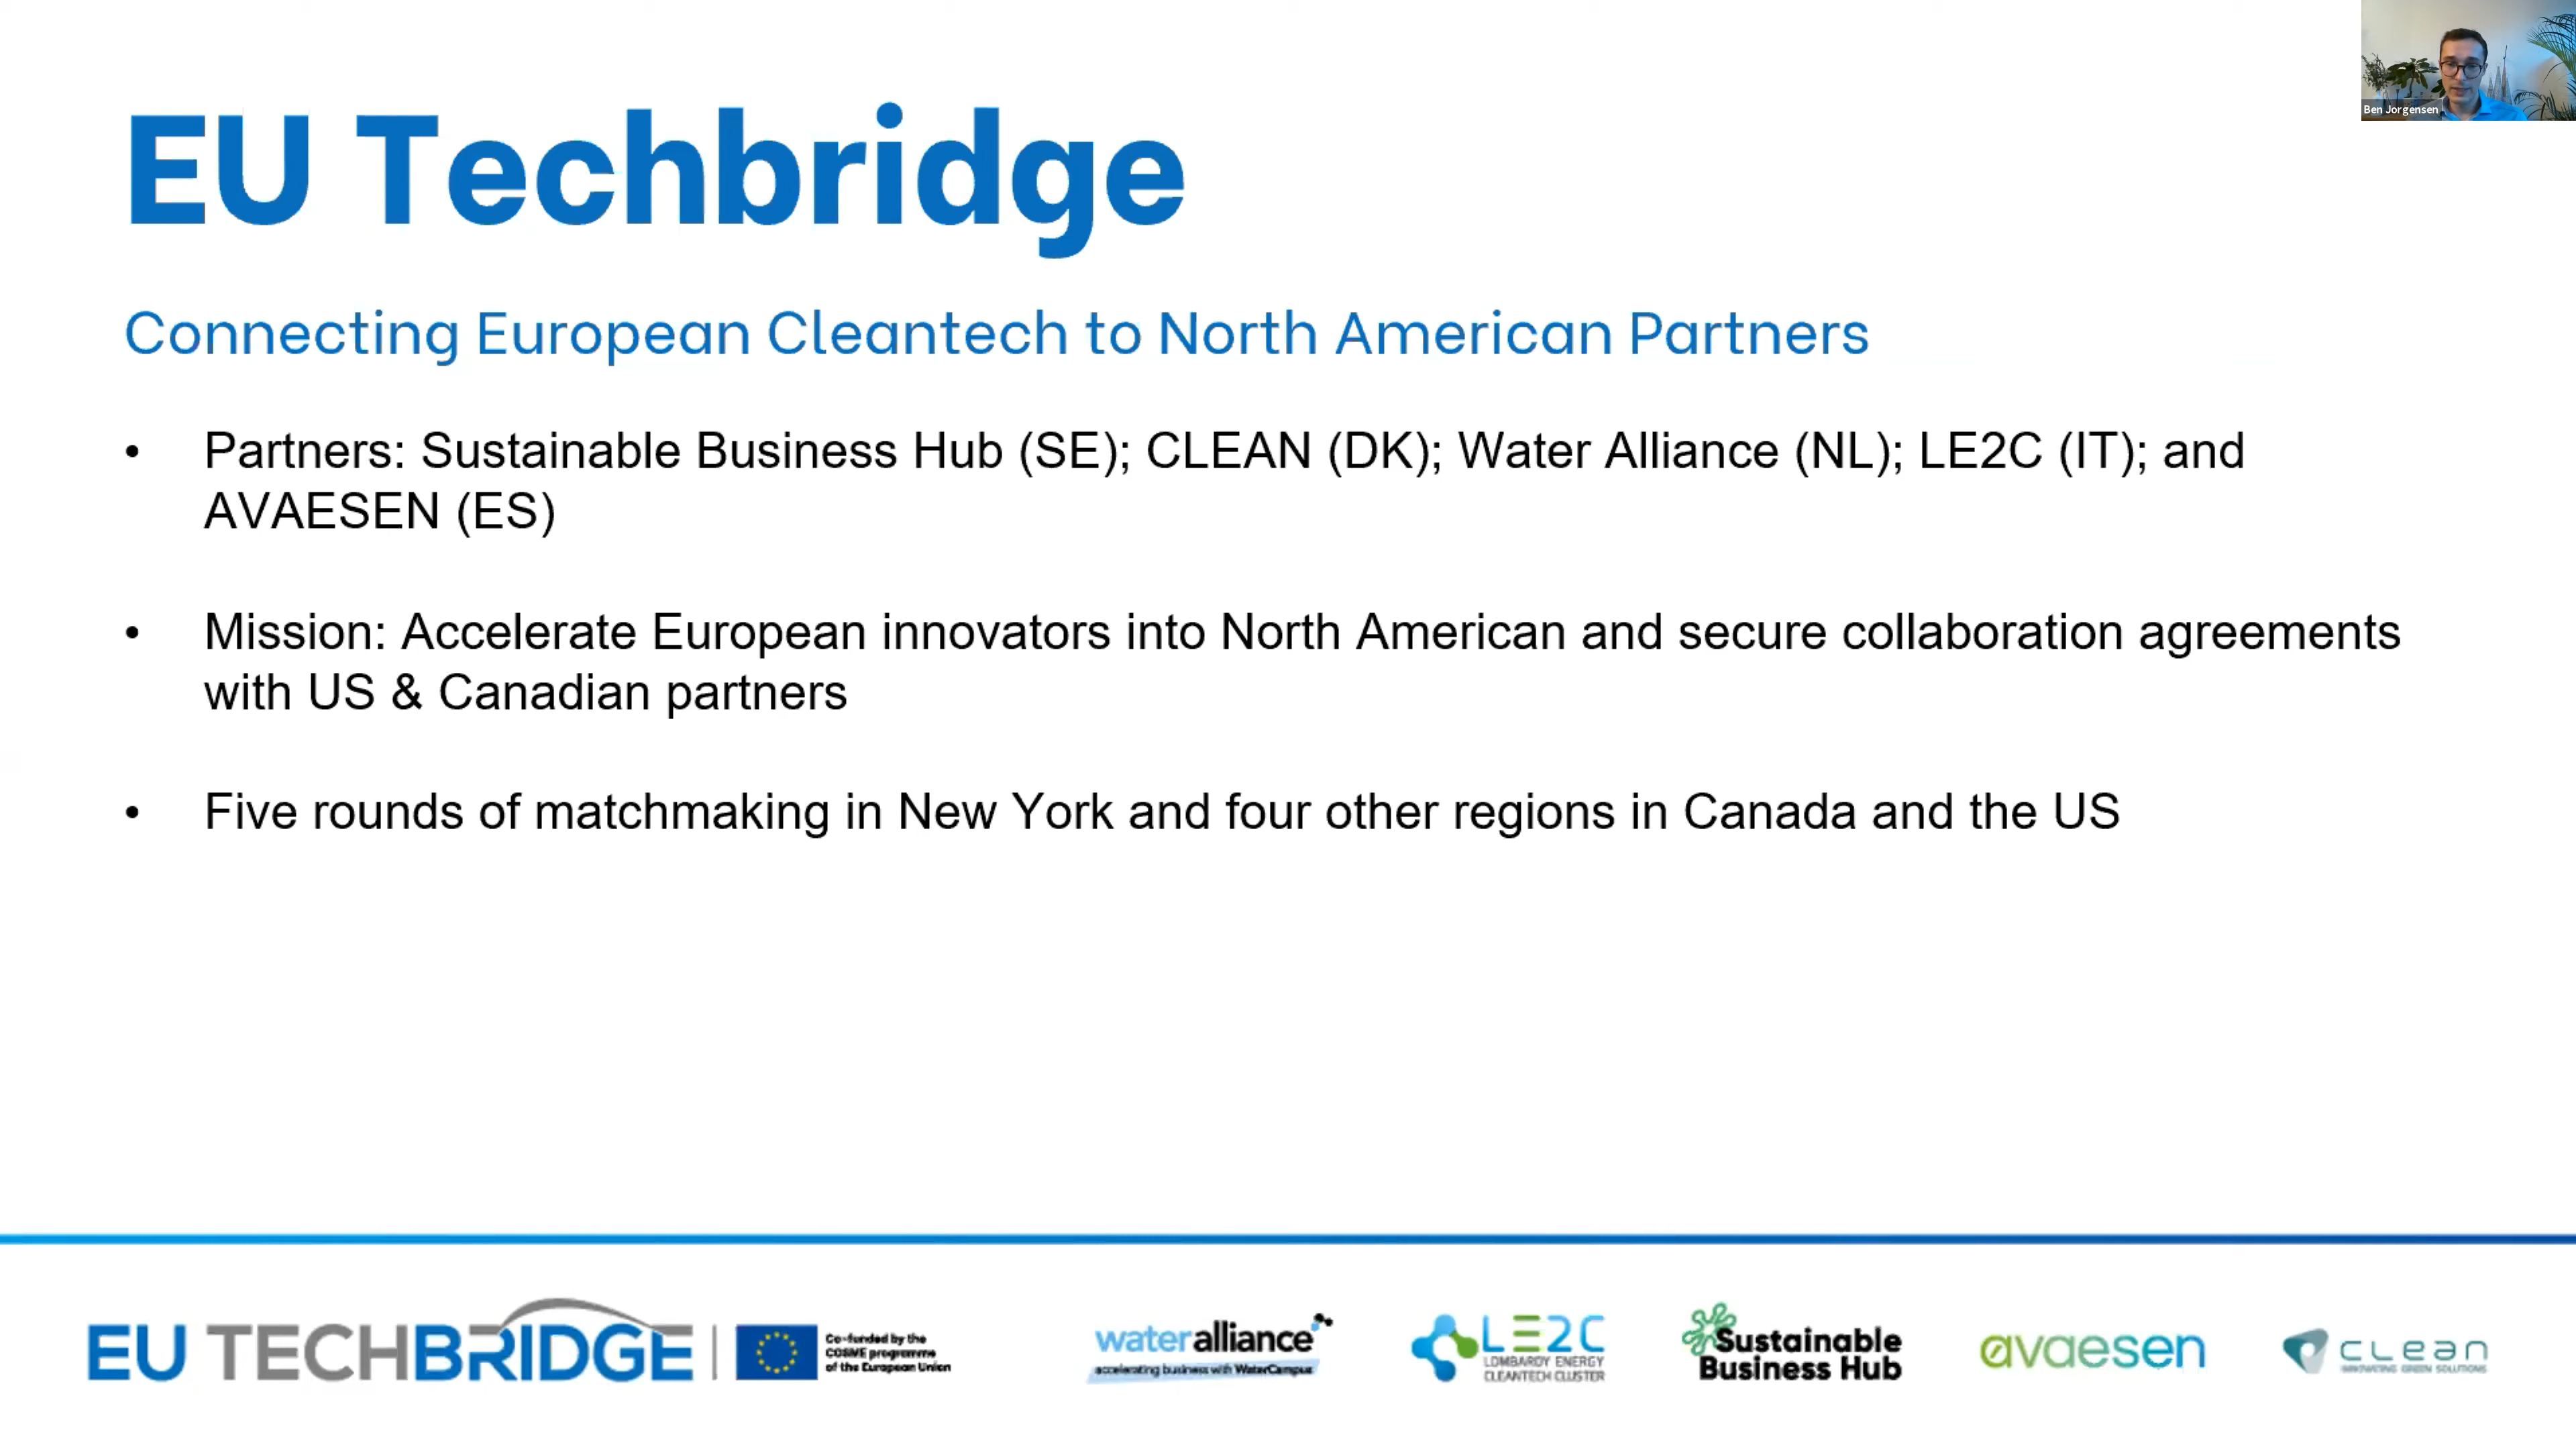 Ben Jorgensen
EU Techbridge
Connecting European Cleantech to North American Partners
• Partners: Sustainable Business Hub (SE); CLEAN (DK); Water Alliance (NL); LE2C (IT); and
AVAESEN (ES)
• Mission: Accelerate European innovators into North American and secure collaboration agreements
with US & Canadian partners
• Five rounds of matchmaking in New York and four other regions in Canada and the US
EU TECHBRIDGE
Co-funded by the
COSME programme
of the European Union
wateralliance
accelerating business with WaterCampus
LE2C
LOMBARDY ENERGY
CLEANTECH CLUSTER
Sustainable
Business Hub
avaesen
CLEAN
INNOVATING GREEN SOLUTIONS